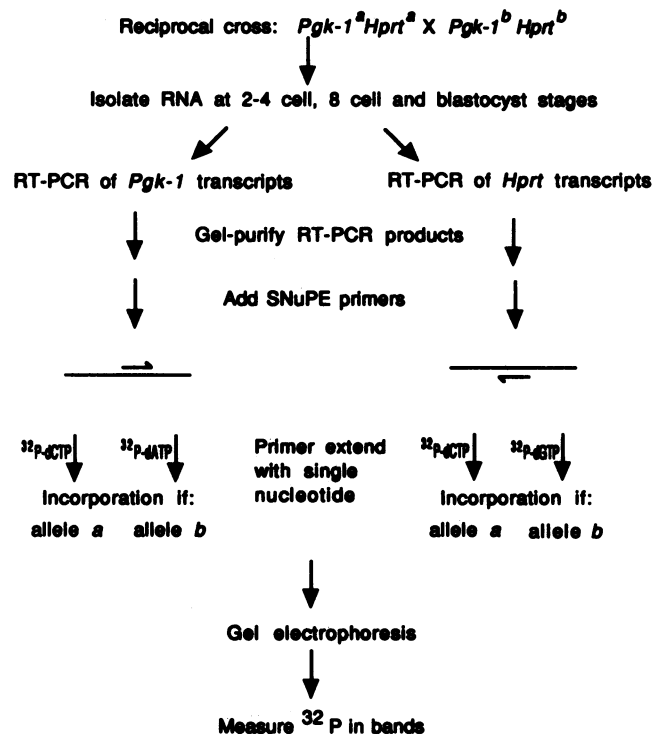 Reciprocal cross: Pgk-1ᵃHprtᵃ X Pgk-1ᵇ Hprtᵇ
Isolate RNA at 2-4 cell, 8 cell and blastocyst stages
RT-PCR of Pgk-1 transcripts
RT-PCR of Hprt transcripts
Gel-purify RT-PCR products
Add SNuPE primers
³²P-dCTP
³²P-dATP
Primer extend
with single
nucleotide
³²P-dCTP
³²P-dGTP
Incorporation if:
allele a allele b
Incorporation if:
allele a allele b
Gel electrophoresis
Measure ³² P in bands